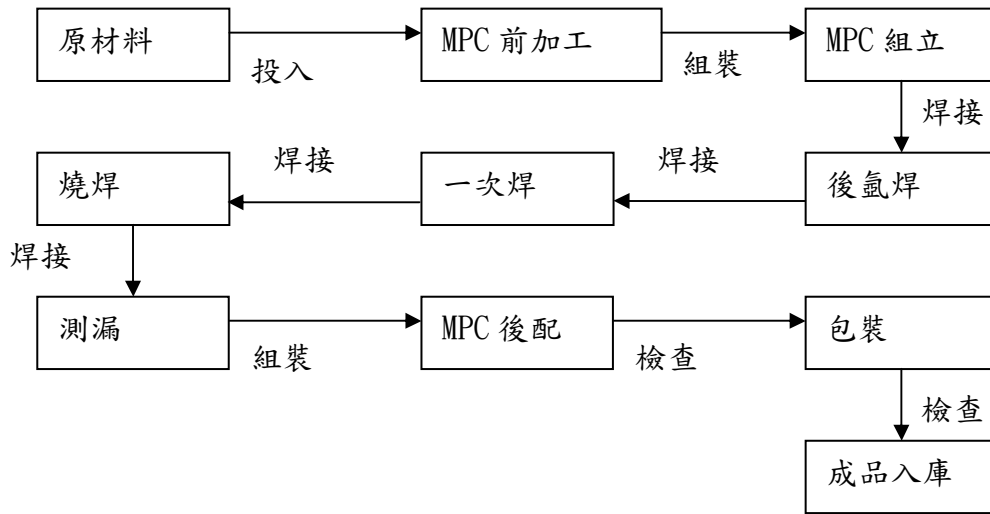 原材料
投入
MPC 前加工
組裝
MPC 組立
焊接
後氬焊
焊接
一次焊
焊接
燒焊
焊接
測漏
組裝
MPC 後配
檢查
包裝
檢查
成品入庫